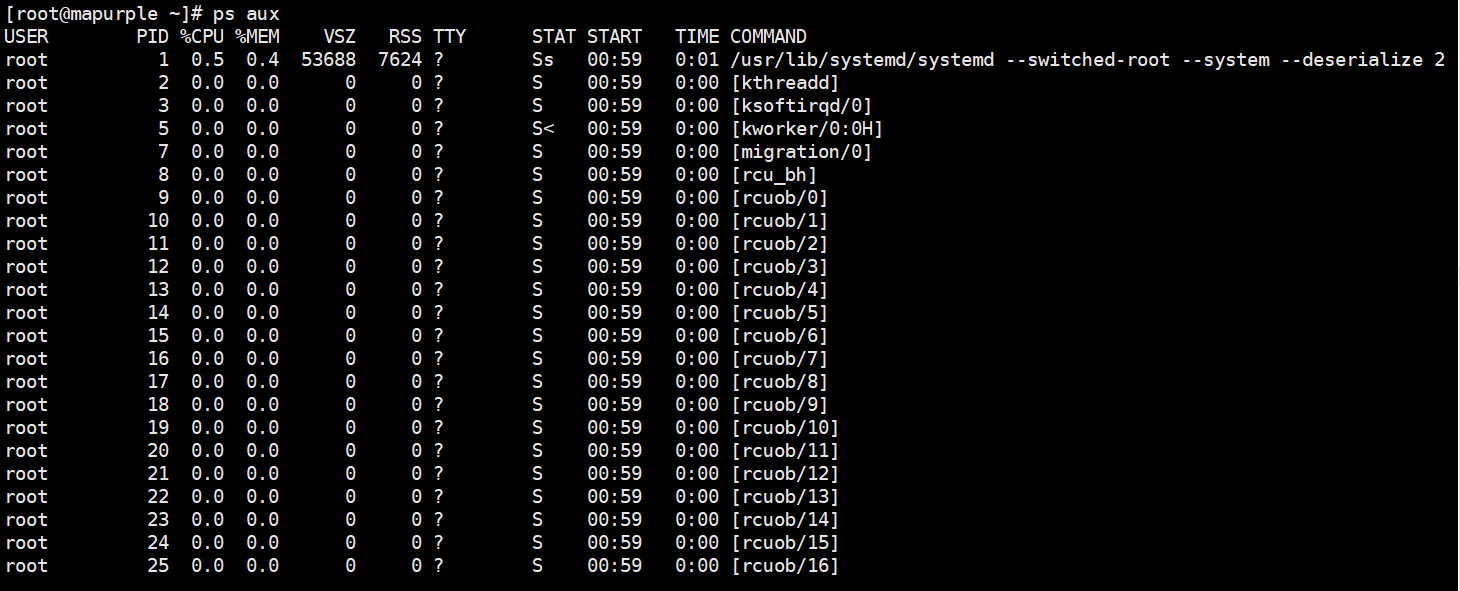 [root@mapurple ~]# ps aux
USER        PID %CPU %MEM    VSZ   RSS TTY      STAT START   TIME COMMAND
root          1  0.5  0.4  53688  7624 ?        Ss   00:59   0:01 /usr/lib/systemd/systemd --switched-root --system --deserialize 2
root          2  0.0  0.0      0     0 ?        S    00:59   0:00 [kthreadd]
root          3  0.0  0.0      0     0 ?        S    00:59   0:00 [ksoftirqd/0]
root          5  0.0  0.0      0     0 ?        S<   00:59   0:00 [kworker/0:0H]
root          7  0.0  0.0      0     0 ?        S    00:59   0:00 [migration/0]
root          8  0.0  0.0      0     0 ?        S    00:59   0:00 [rcu_bh]
root          9  0.0  0.0      0     0 ?        S    00:59   0:00 [rcuob/0]
root         10  0.0  0.0      0     0 ?        S    00:59   0:00 [rcuob/1]
root         11  0.0  0.0      0     0 ?        S    00:59   0:00 [rcuob/2]
root         12  0.0  0.0      0     0 ?        S    00:59   0:00 [rcuob/3]
root         13  0.0  0.0      0     0 ?        S    00:59   0:00 [rcuob/4]
root         14  0.0  0.0      0     0 ?        S    00:59   0:00 [rcuob/5]
root         15  0.0  0.0      0     0 ?        S    00:59   0:00 [rcuob/6]
root         16  0.0  0.0      0     0 ?        S    00:59   0:00 [rcuob/7]
root         17  0.0  0.0      0     0 ?        S    00:59   0:00 [rcuob/8]
root         18  0.0  0.0      0     0 ?        S    00:59   0:00 [rcuob/9]
root         19  0.0  0.0      0     0 ?        S    00:59   0:00 [rcuob/10]
root         20  0.0  0.0      0     0 ?        S    00:59   0:00 [rcuob/11]
root         21  0.0  0.0      0     0 ?        S    00:59   0:00 [rcuob/12]
root         22  0.0  0.0      0     0 ?        S    00:59   0:00 [rcuob/13]
root         23  0.0  0.0      0     0 ?        S    00:59   0:00 [rcuob/14]
root         24  0.0  0.0      0     0 ?        S    00:59   0:00 [rcuob/15]
root         25  0.0  0.0      0     0 ?        S    00:59   0:00 [rcuob/16]